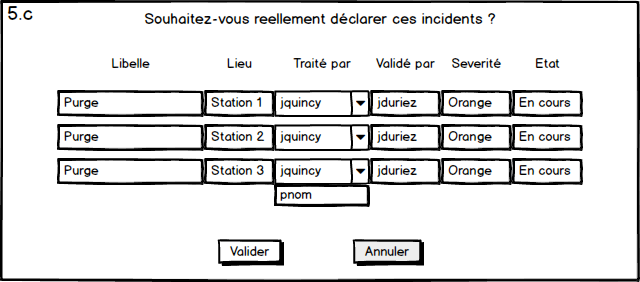 5.c
Souhaitez-vous reellement déclarer ces incidents ?
Libelle Lieu Traité par Validé par Severité Etat
Purge Station 1 jquincy jduriez Orange En cours
Purge Station 2 jquincy jduriez Orange En cours
Purge Station 3 jquincy jduriez Orange En cours
pnom
Valider Annuler